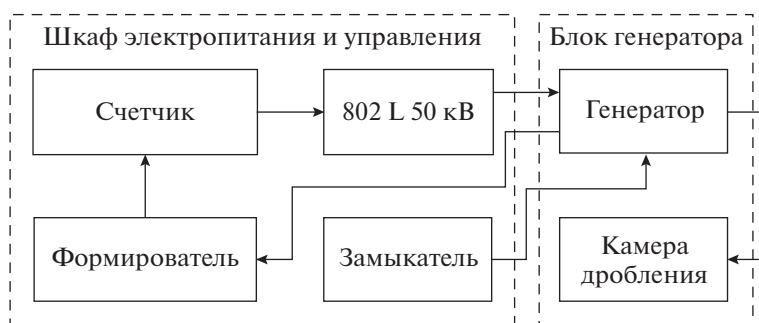 Шкаф электропитания и управления
Блок генератора
Счетчик
802 L 50 кВ
Генератор
Формирователь
Замыкатель
Камера
дробления